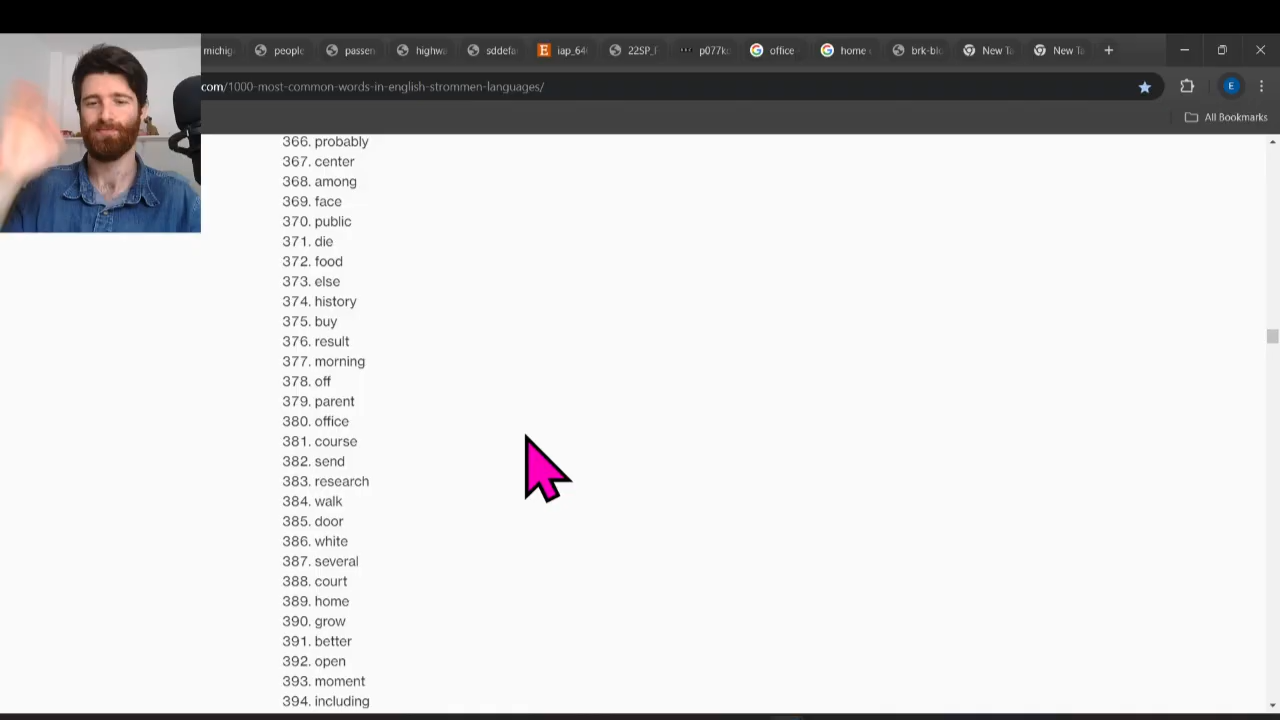 michig people passen highwa sddefa iap_64 22SP_F p077k office home brk-bl New Ta New Ta
com/1000-most-common-words-in-english-strommen-languages/
E
All Bookmarks
366. probably
367. center
368. among
369. face
370. public
371. die
372. food
373. else
374. history
375. buy
376. result
377. morning
378. off
379. parent
380. office
381. course
382. send
383. research
384. walk
385. door
386. white
387. several
388. court
389. home
390. grow
391. better
392. open
393. moment
394. including